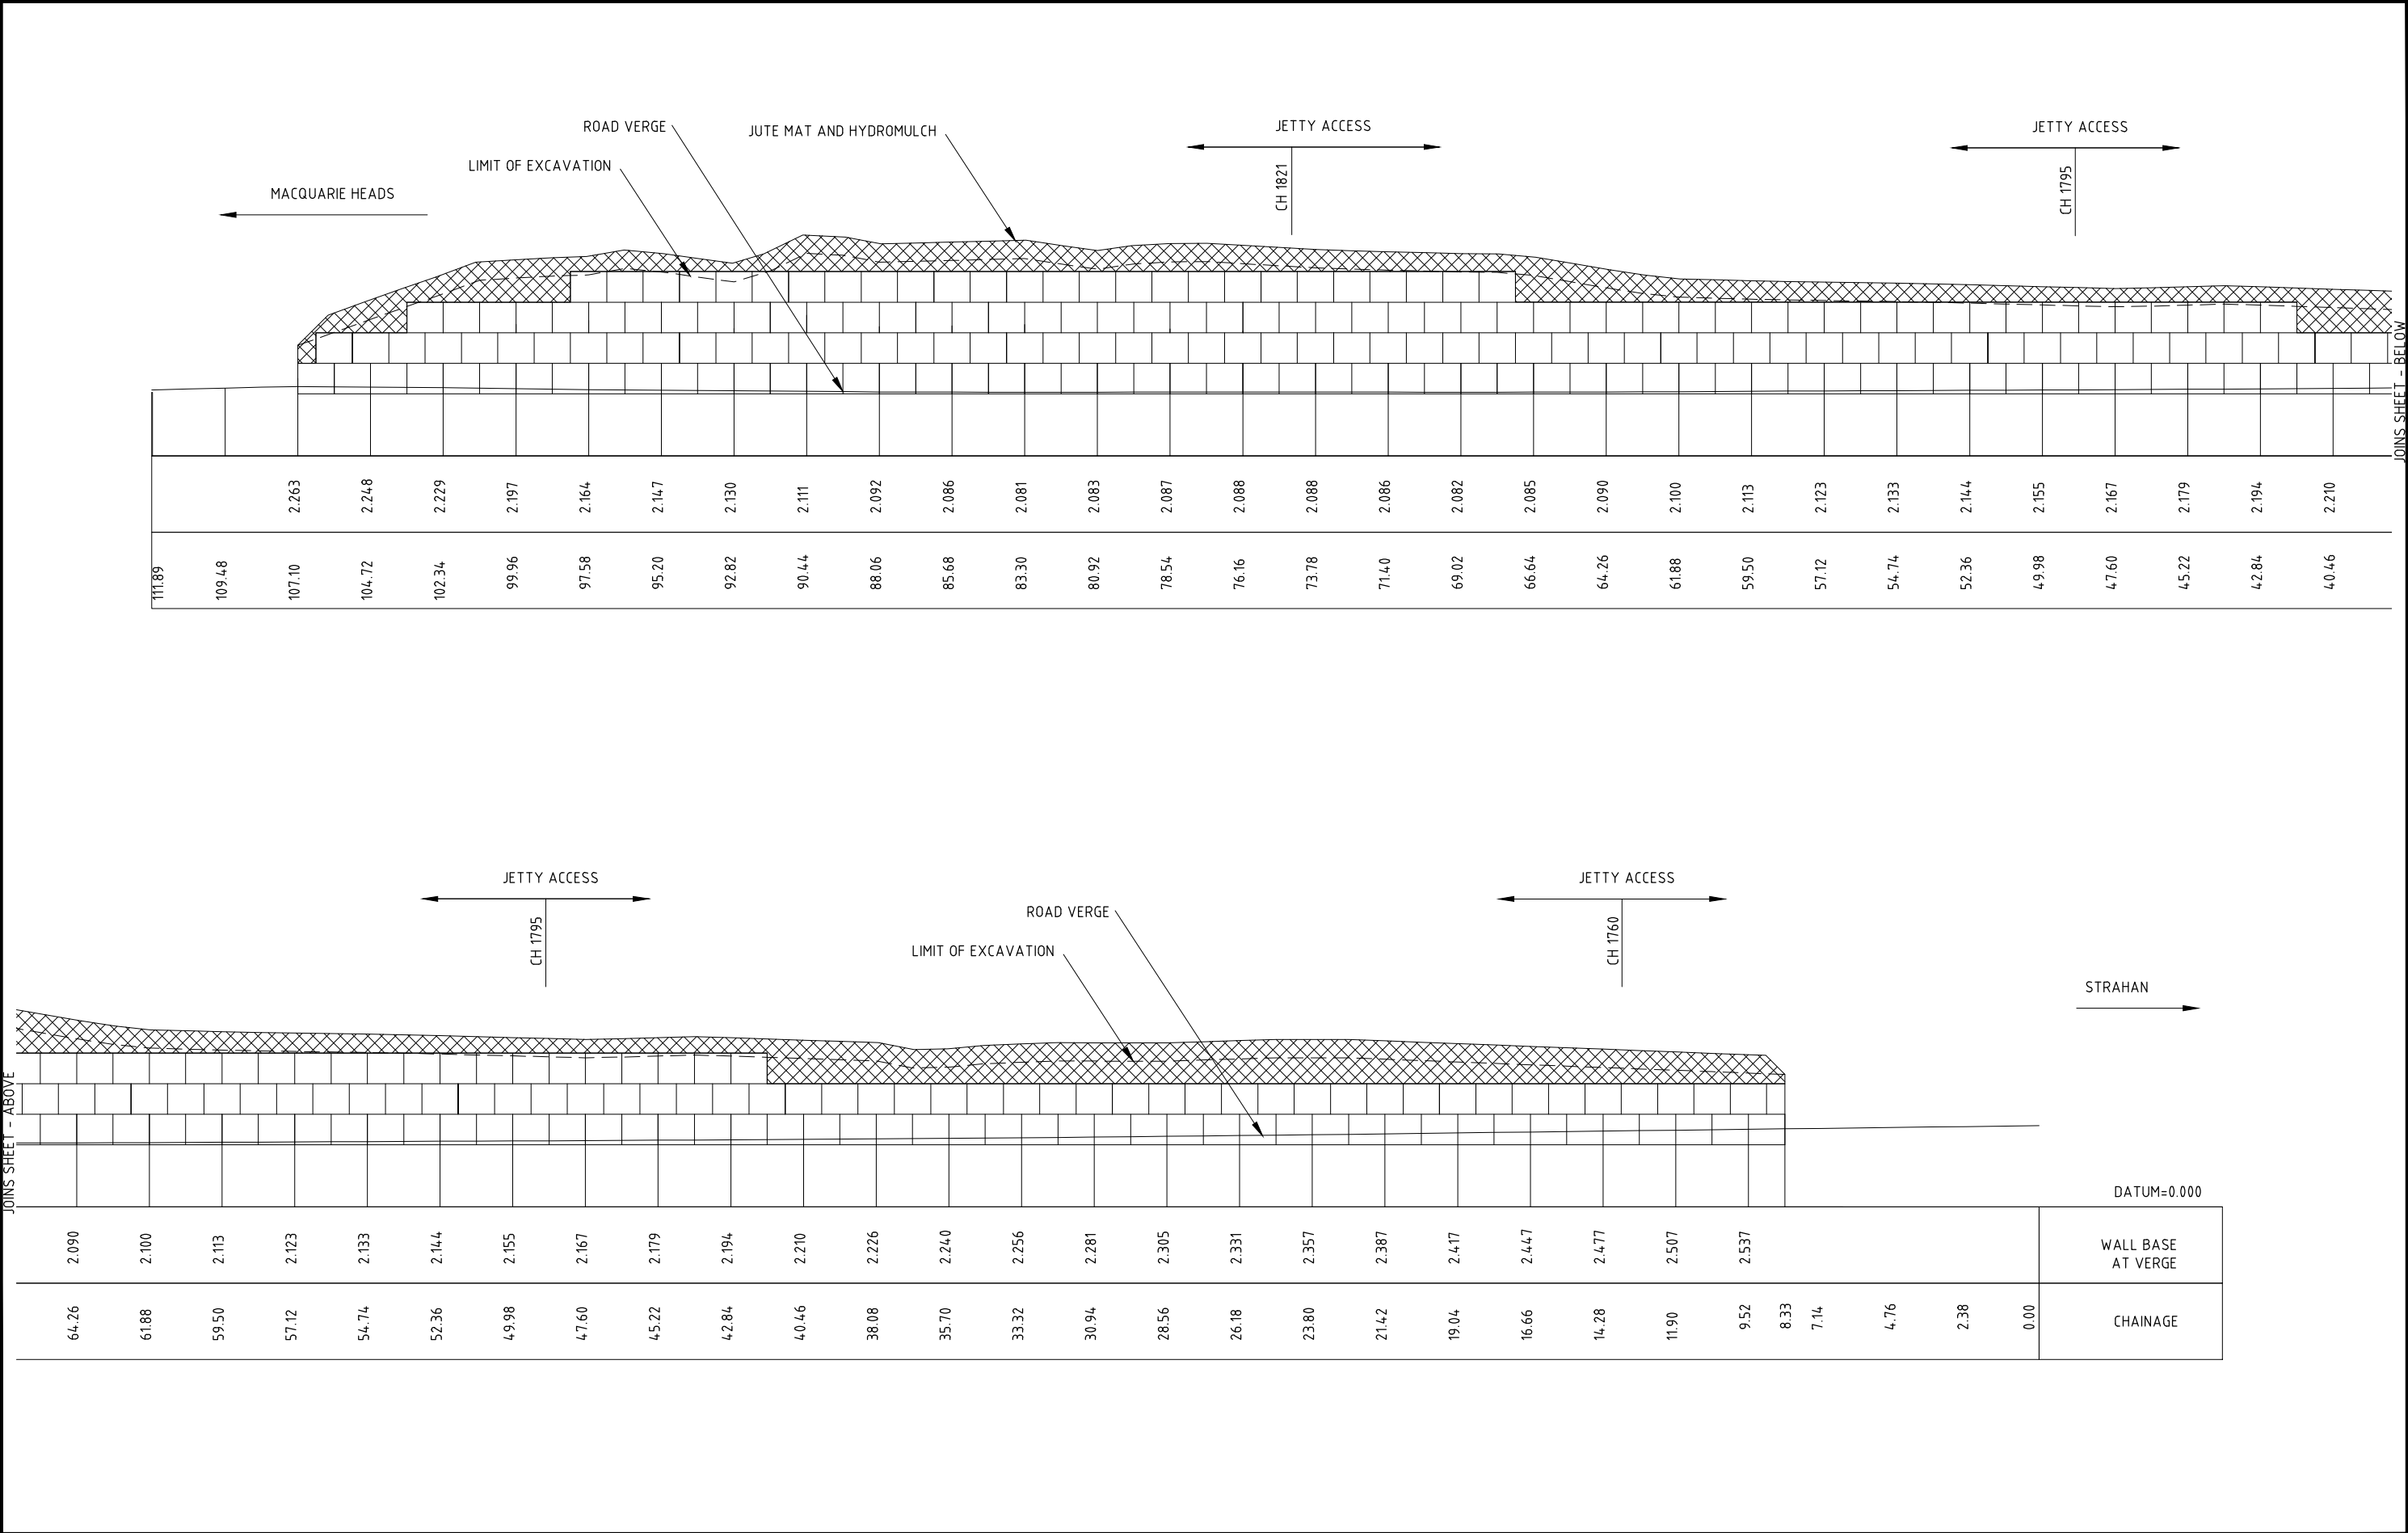 ROAD VERGE
JUTE MAT AND HYDROMULCH
JETTY ACCESS
JETTY ACCESS
LIMIT OF EXCAVATION
MACQUARIE HEADS
CH 1821
CH 1795
JOINS SHEET - BELOW
2.263 2.248 2.229 2.197 2.164 2.147 2.130 2.111 2.092 2.086 2.081 2.083 2.087 2.088 2.088 2.086 2.082 2.085 2.090 2.100 2.113 2.123 2.133 2.144 2.155 2.167 2.179 2.194 2.210
111.89 109.48 107.10 104.72 102.34 99.96 97.58 95.20 92.82 90.44 88.06 85.68 83.30 80.92 78.54 76.16 73.78 71.40 69.02 66.64 64.26 61.88 59.50 57.12 54.74 52.36 49.98 47.60 45.22 42.84 40.46
JETTY ACCESS
JETTY ACCESS
ROAD VERGE
LIMIT OF EXCAVATION
CH 1795
CH 1760
STRAHAN
JOINS SHEET - ABOVE
DATUM=0.000
2.090 2.100 2.113 2.123 2.133 2.144 2.155 2.167 2.179 2.194 2.210 2.226 2.240 2.256 2.281 2.305 2.331 2.357 2.387 2.417 2.447 2.477 2.507 2.537
WALL BASE
AT VERGE
64.26 61.88 59.50 57.12 54.74 52.36 49.98 47.60 45.22 42.84 40.46 38.08 35.70 33.32 30.94 28.56 26.18 23.80 21.42 19.04 16.66 14.28 11.90 9.52 8.33 7.14 4.76 2.38 0.00
CHAINAGE